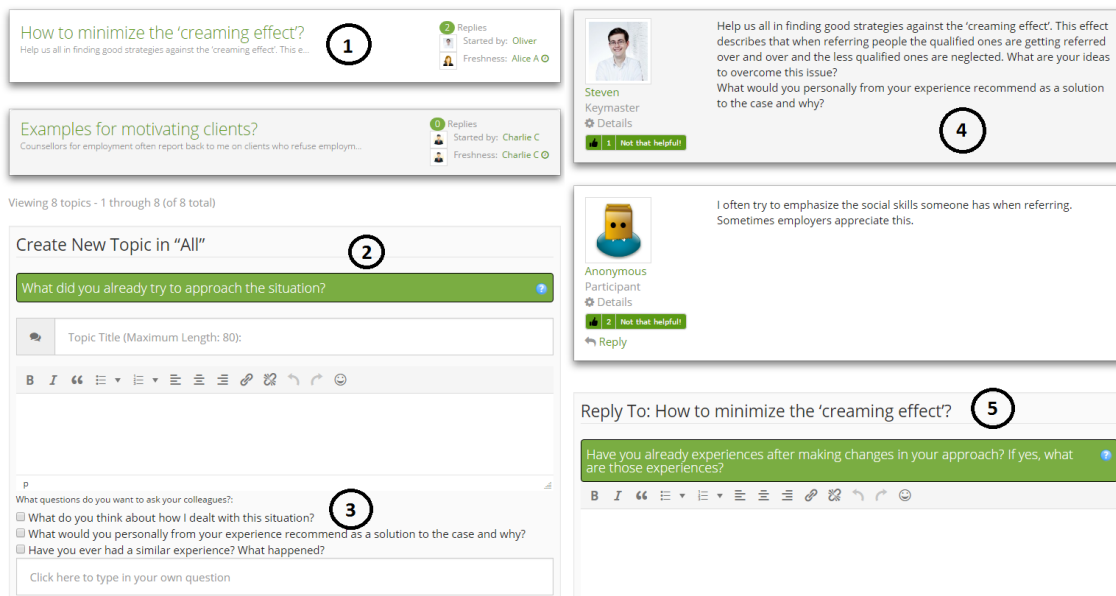 How to minimize the ‘creaming effect’?
Help us all in finding good strategies against the ‘creaming effect’. This e...
1
2 Replies
Started by: Oliver
Freshness: Alice A
Examples for motivating clients?
Counsellors for employment often report back to me on clients who refuse employm...
0 Replies
Started by: Charlie C
Freshness: Charlie C
Viewing 8 topics - 1 through 8 (of 8 total)
Create New Topic in “All”
2
What did you already try to approach the situation?
?
Topic Title (Maximum Length: 80):
B I
P
What questions do you want to ask your colleagues?:
3
What do you think about how I dealt with this situation?
What would you personally from your experience recommend as a solution to the case and why?
Have you ever had a similar experience? What happened?
Click here to type in your own question
Steven
Keymaster
Details
1 Not that helpful!
Help us all in finding good strategies against the ‘creaming effect’. This effect
describes that when referring people the qualified ones are getting referred
over and over and the less qualified ones are neglected. What are your ideas
to overcome this issue?
What would you personally from your experience recommend as a solution
to the case and why?
4
Anonymous
Participant
Details
2 Not that helpful!
Reply
I often try to emphasize the social skills someone has when referring.
Sometimes employers appreciate this.
Reply To: How to minimize the ‘creaming effect’?
5
Have you already experiences after making changes in your approach? If yes, what
are those experiences?
?
B I